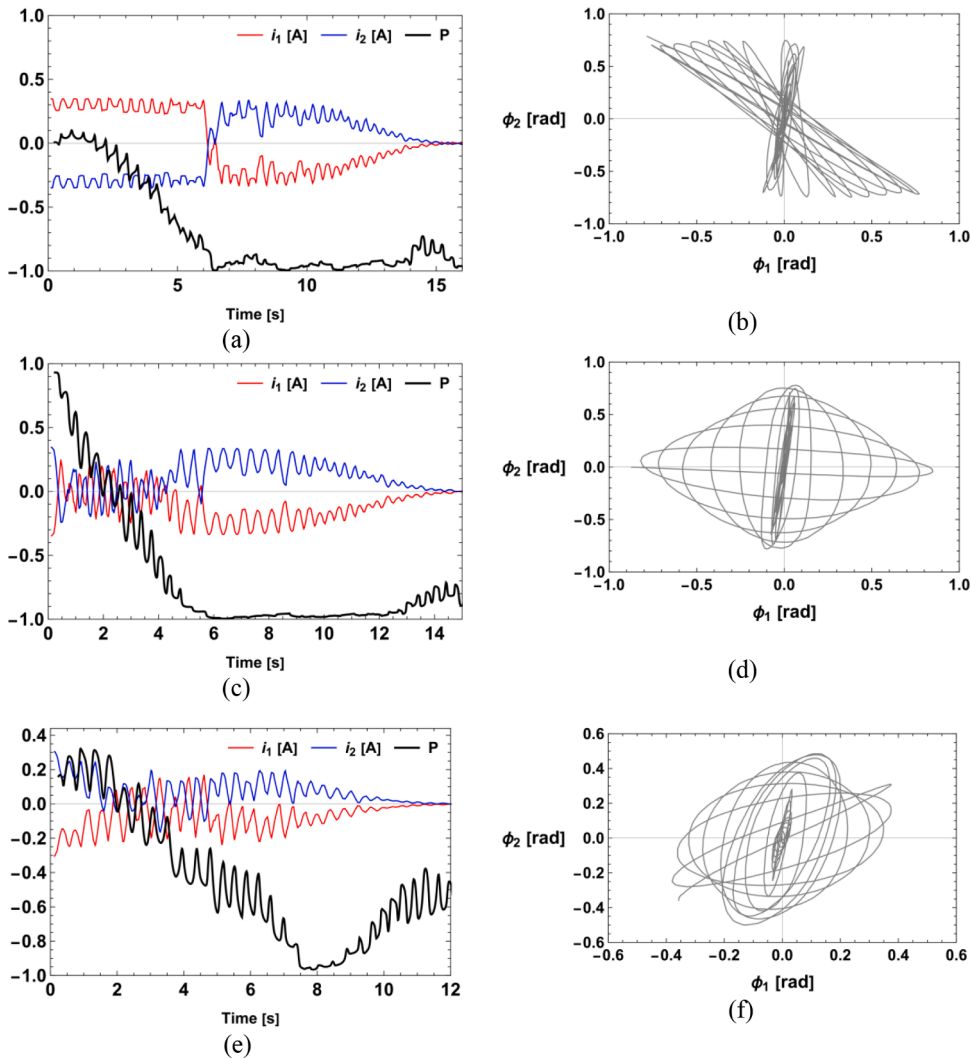 i1 [A] i2 [A] P
1.0
0.5
0.0
−0.5
−1.0
0 5 10 15
Time [s]
(a)
1.0
0.5
ϕ2 [rad] 0.0
−0.5
−1.0
−1.0 −0.5 0.0 0.5 1.0
ϕ1 [rad]
(b)
i1 [A] i2 [A] P
1.0
0.5
0.0
−0.5
−1.0
0 2 4 6 8 10 12 14
Time [s]
(c)
1.0
0.5
ϕ2 [rad] 0.0
−0.5
−1.0
−1.0 −0.5 0.0 0.5 1.0
ϕ1 [rad]
(d)
i1 [A] i2 [A] P
0.4
0.2
0.0
−0.2
−0.4
−0.6
−0.8
−1.0
0 2 4 6 8 10 12
Time [s]
(e)
0.6
0.4
0.2
ϕ2 [rad] 0.0
−0.2
−0.4
−0.6
−0.6 −0.4 −0.2 0.0 0.2 0.4 0.6
ϕ1 [rad]
(f)